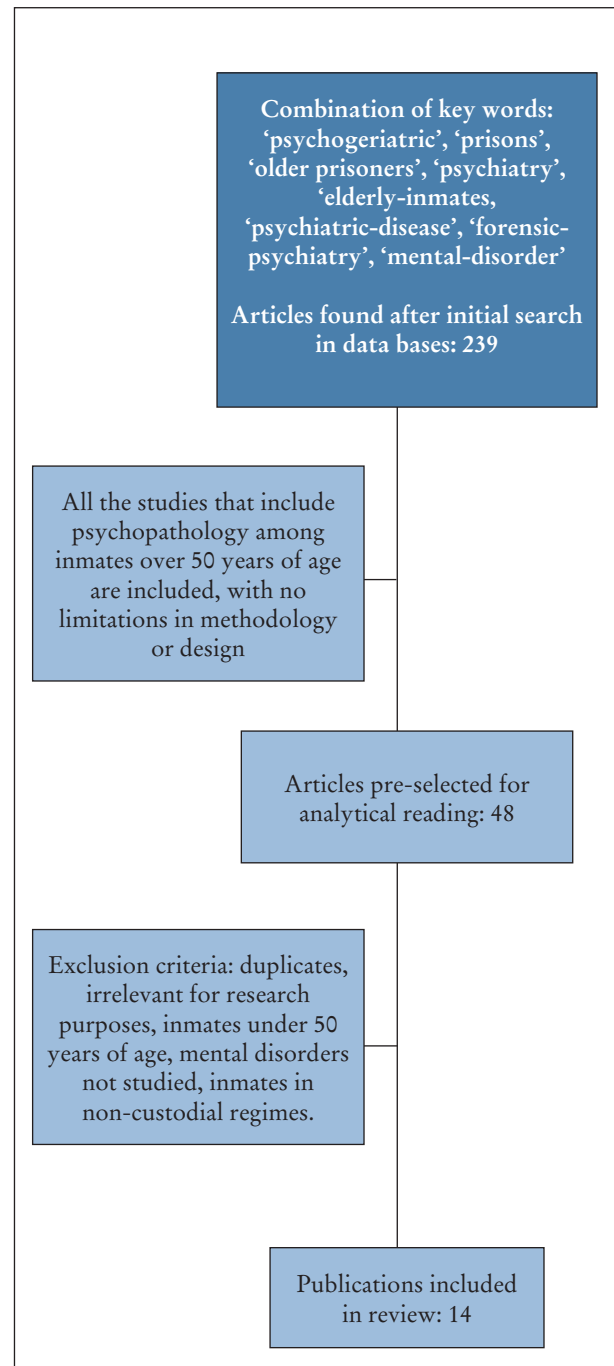 Combination of key words:
‘psychogeriatric’, ‘prisons’,
‘older prisoners’, ‘psychiatry’,
‘elderly-inmates,
‘psychiatric-disease’, ‘forensic-
psychiatry’, ‘mental-disorder’
Articles found after initial search
in data bases: 239
All the studies that include
psychopathology among
inmates over 50 years of age
are included, with no
limitations in methodology
or design
Articles pre-selected for
analytical reading: 48
Exclusion criteria: duplicates,
irrelevant for research
purposes, inmates under 50
years of age, mental disorders
not studied, inmates in
non-custodial regimes.
Publications included
in review: 14